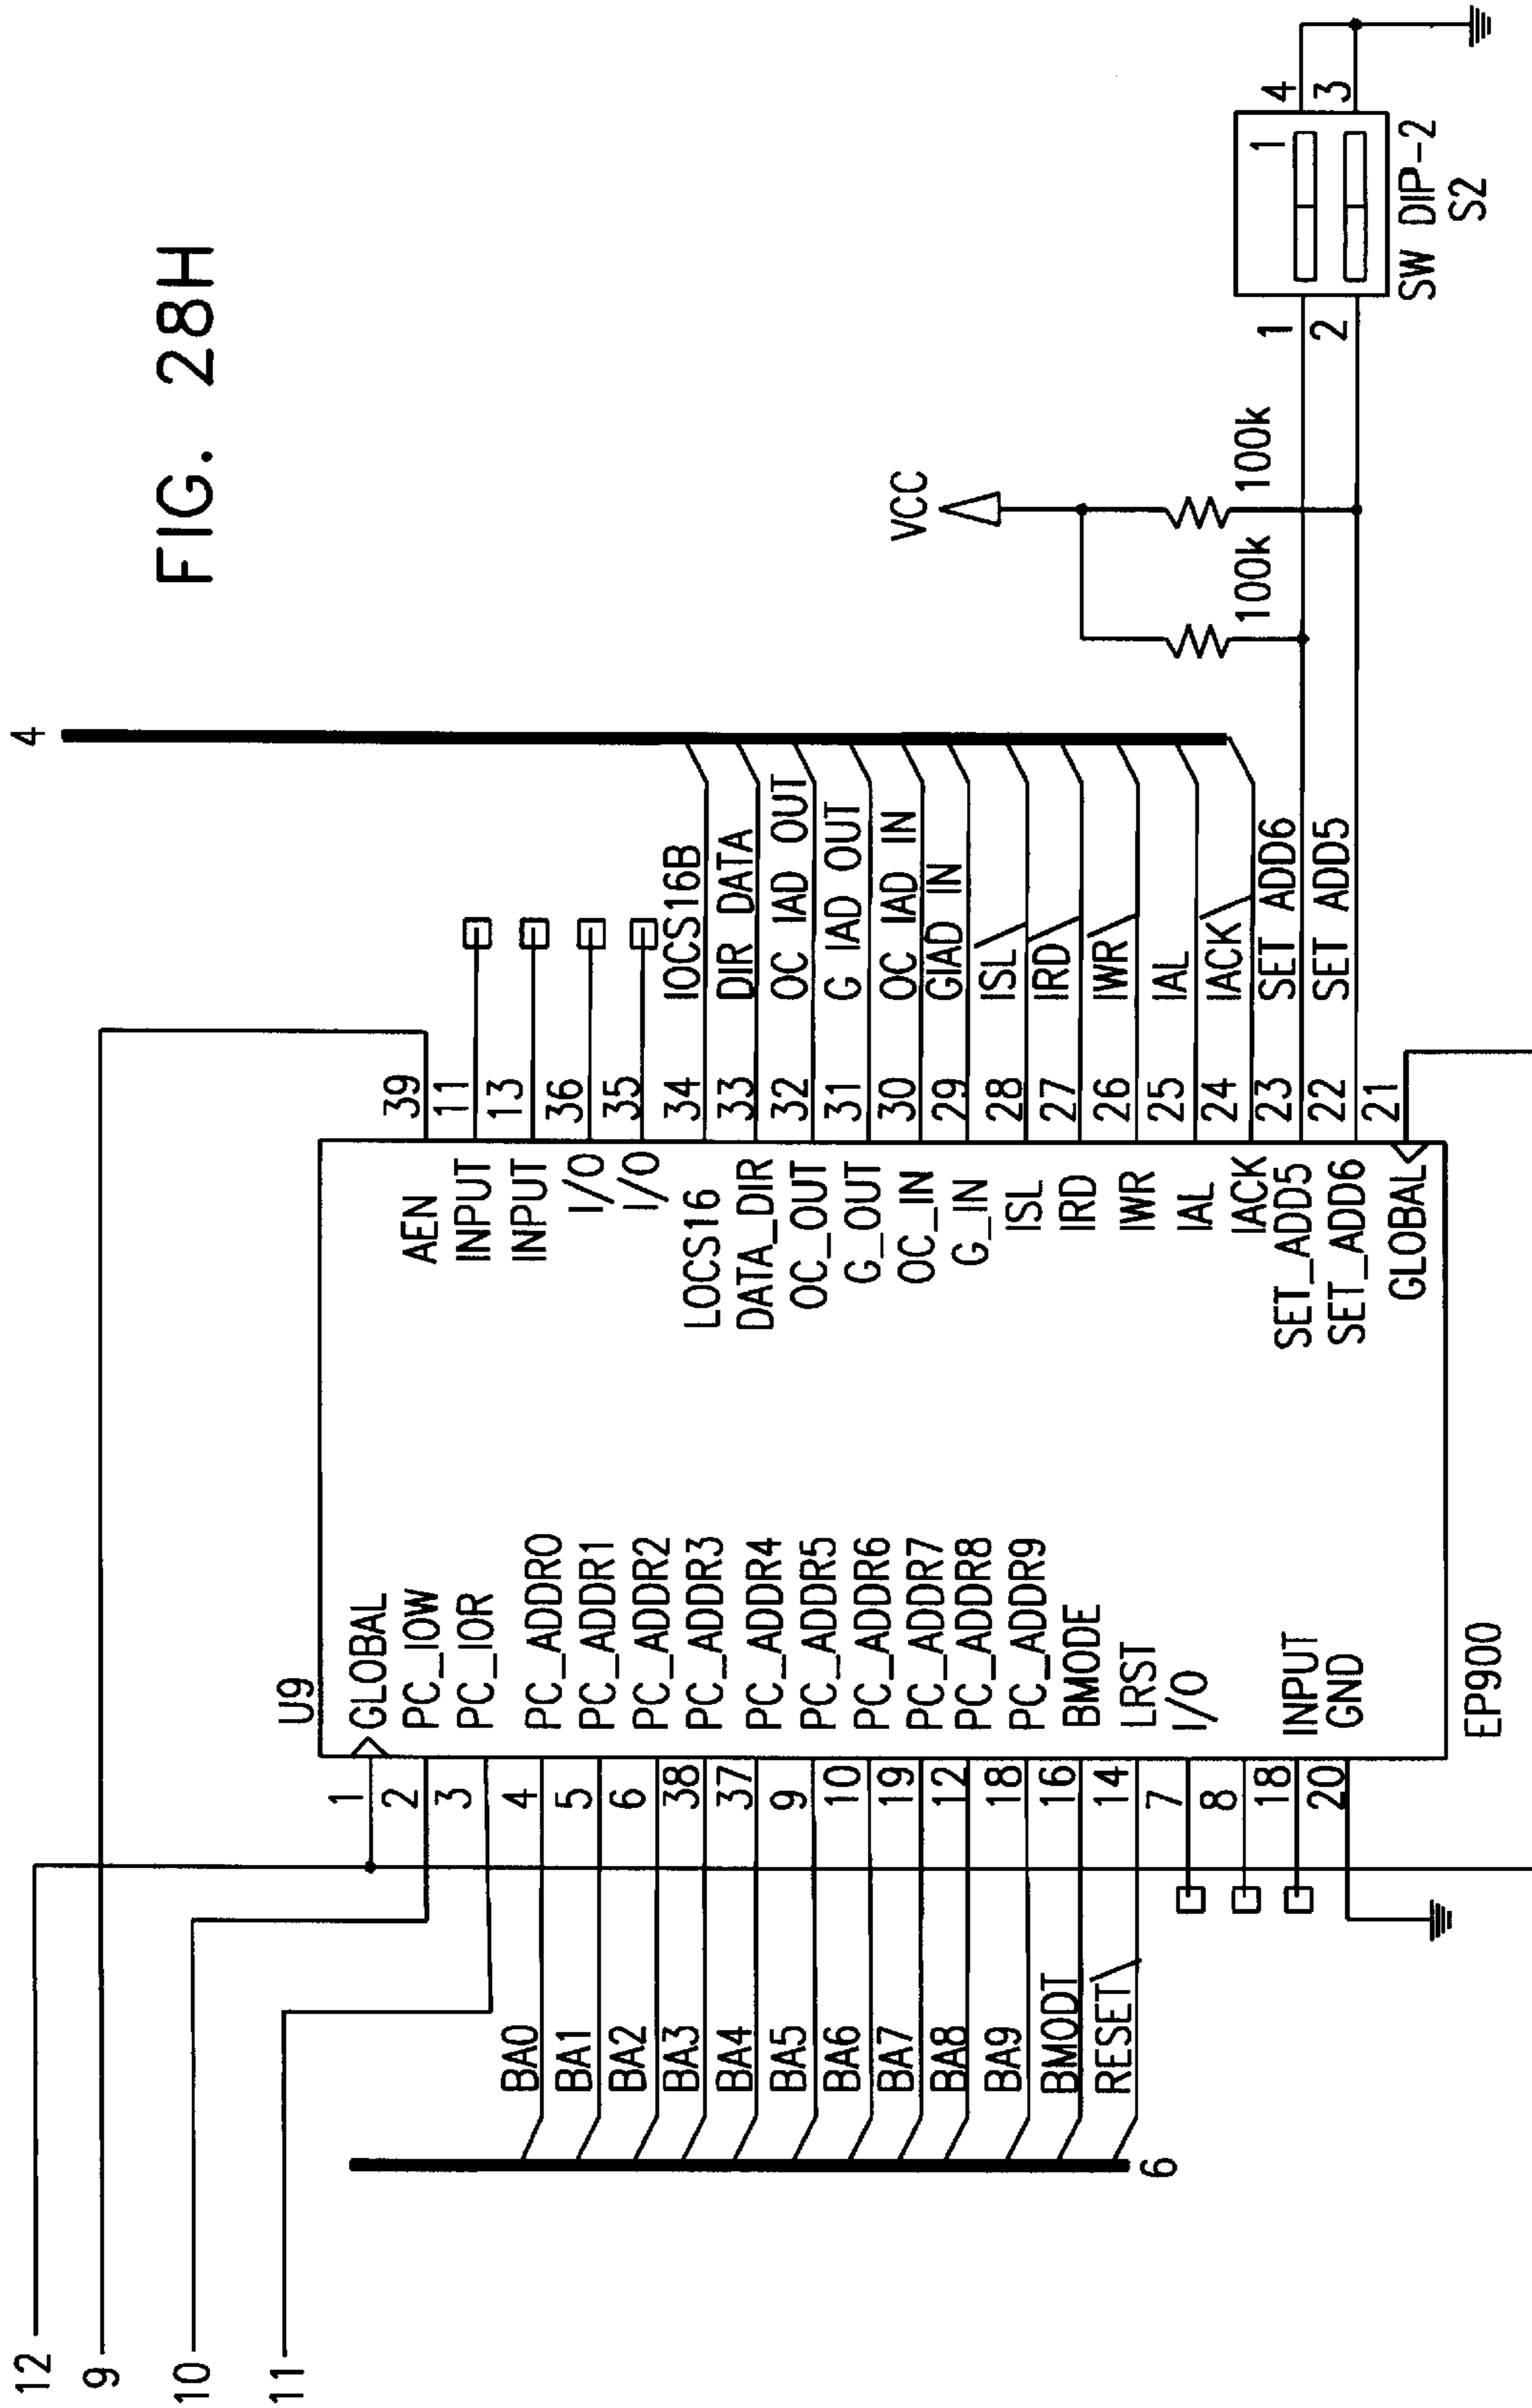 FIG. 28H
12
9
10
11
4
6
U9
EP900
1 GLOBAL
2 PC_IOW
3 PC_IOR
BA0 4 PC_ADDR0
BA1 5 PC_ADDR1
BA2 6 PC_ADDR2
BA3 38 PC_ADDR3
BA4 37 PC_ADDR4
BA5 9 PC_ADDR5
BA6 10 PC_ADDR6
BA7 19 PC_ADDR7
BA8 12 PC_ADDR8
BA9 18 PC_ADDR9
BMODT 16 BMODE
RESET\ 14 LRST
7 I/O
8
18 INPUT
20 GND
AEN 39
INPUT 11
INPUT 13
I/O 36
I/O 35
LOCS16 34 IOCS16B
DATA_DIR 33 DIR DATA
OC_OUT 32 OC IAD OUT
G_OUT 31 G IAD OUT
OC_IN 30 OC IAD IN
G_IN 29 GIAD IN
ISL 28 ISL\
IRD 27 IRD\
IWR 26 IWR\
IAL 25 IAL
IACK 24 IACK\
SET_ADD5 23 SET ADD6
SET_ADD6 22 SET ADD5
GLOBAL 21
VCC
100k 100k
1 1 4
2 3
SW DIP-2
S2